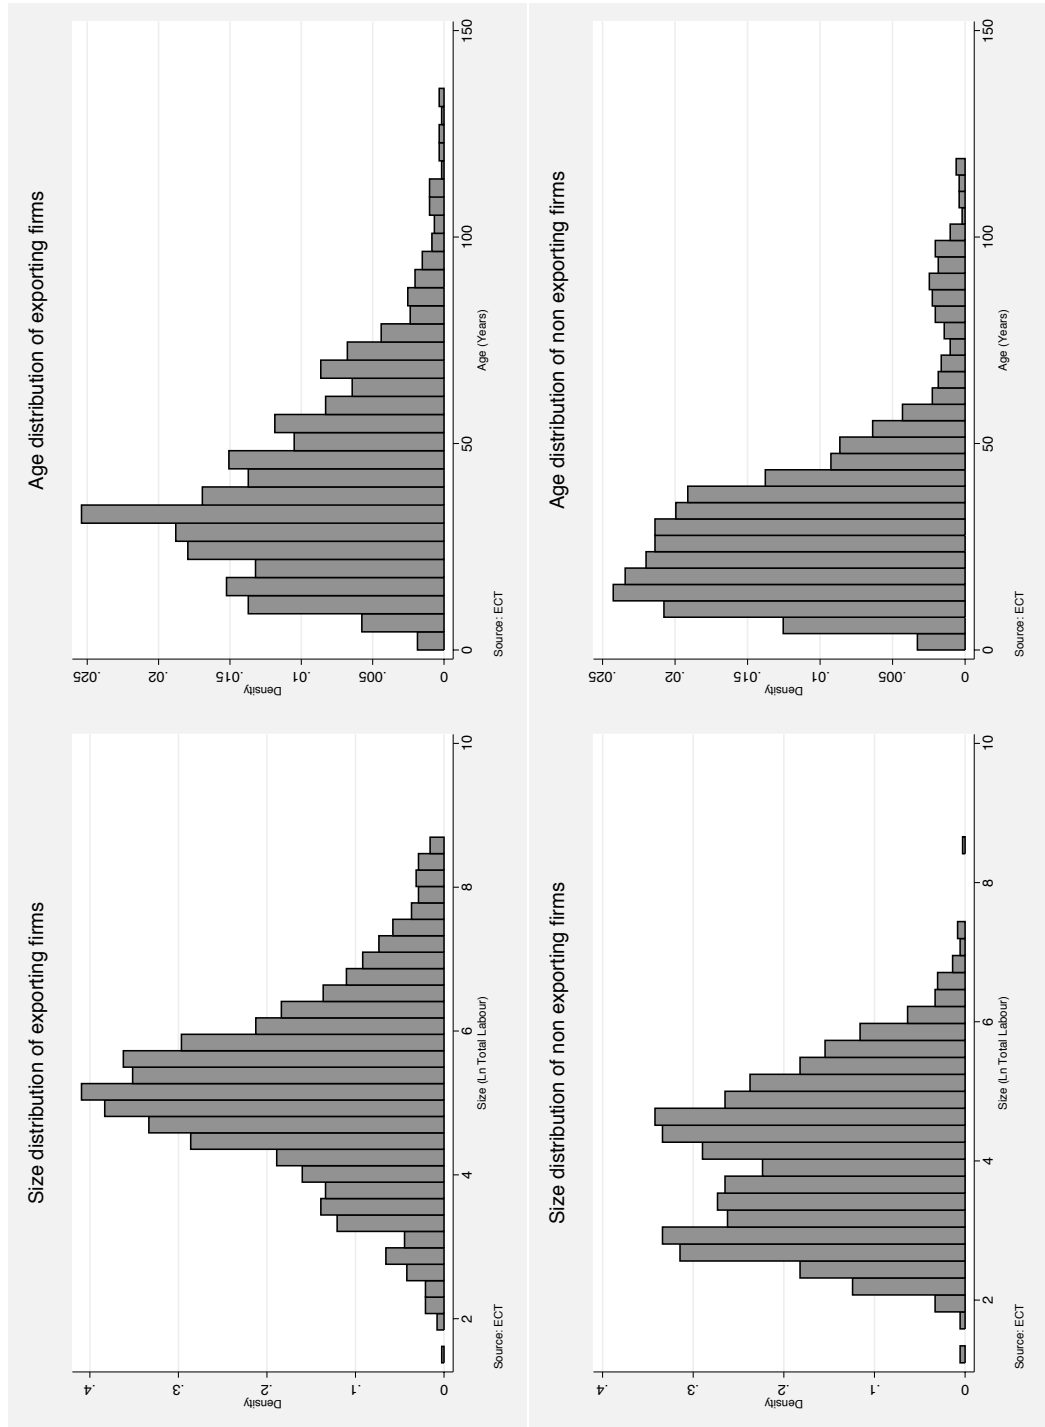 Size distribution of exporting firms
.4
.3
.2
.1
0
Density
2
4
6
8
10
Size (Ln Total Labour)
Source: ECT
Age distribution of exporting firms
.025
.02
.015
.01
.005
0
Density
0
50
100
150
Age (Years)
Source: ECT
Size distribution of non exporting firms
.4
.3
.2
.1
0
Density
2
4
6
8
10
Size (Ln Total Labour)
Source: ECT
Age distribution of non exporting firms
.025
.02
.015
.01
.005
0
Density
0
50
100
150
Age (Years)
Source: ECT